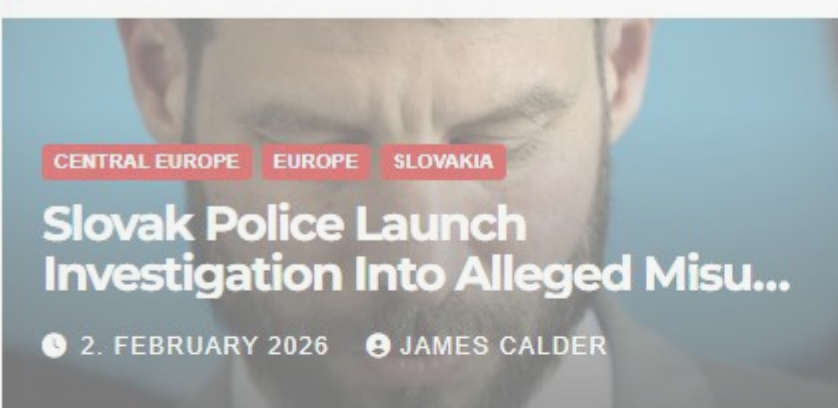 CENTRAL EUROPE EUROPE SLOVAKIA
Slovak Police Launch
Investigation Into Alleged Misu...
2. FEBRUARY 2026 JAMES CALDER